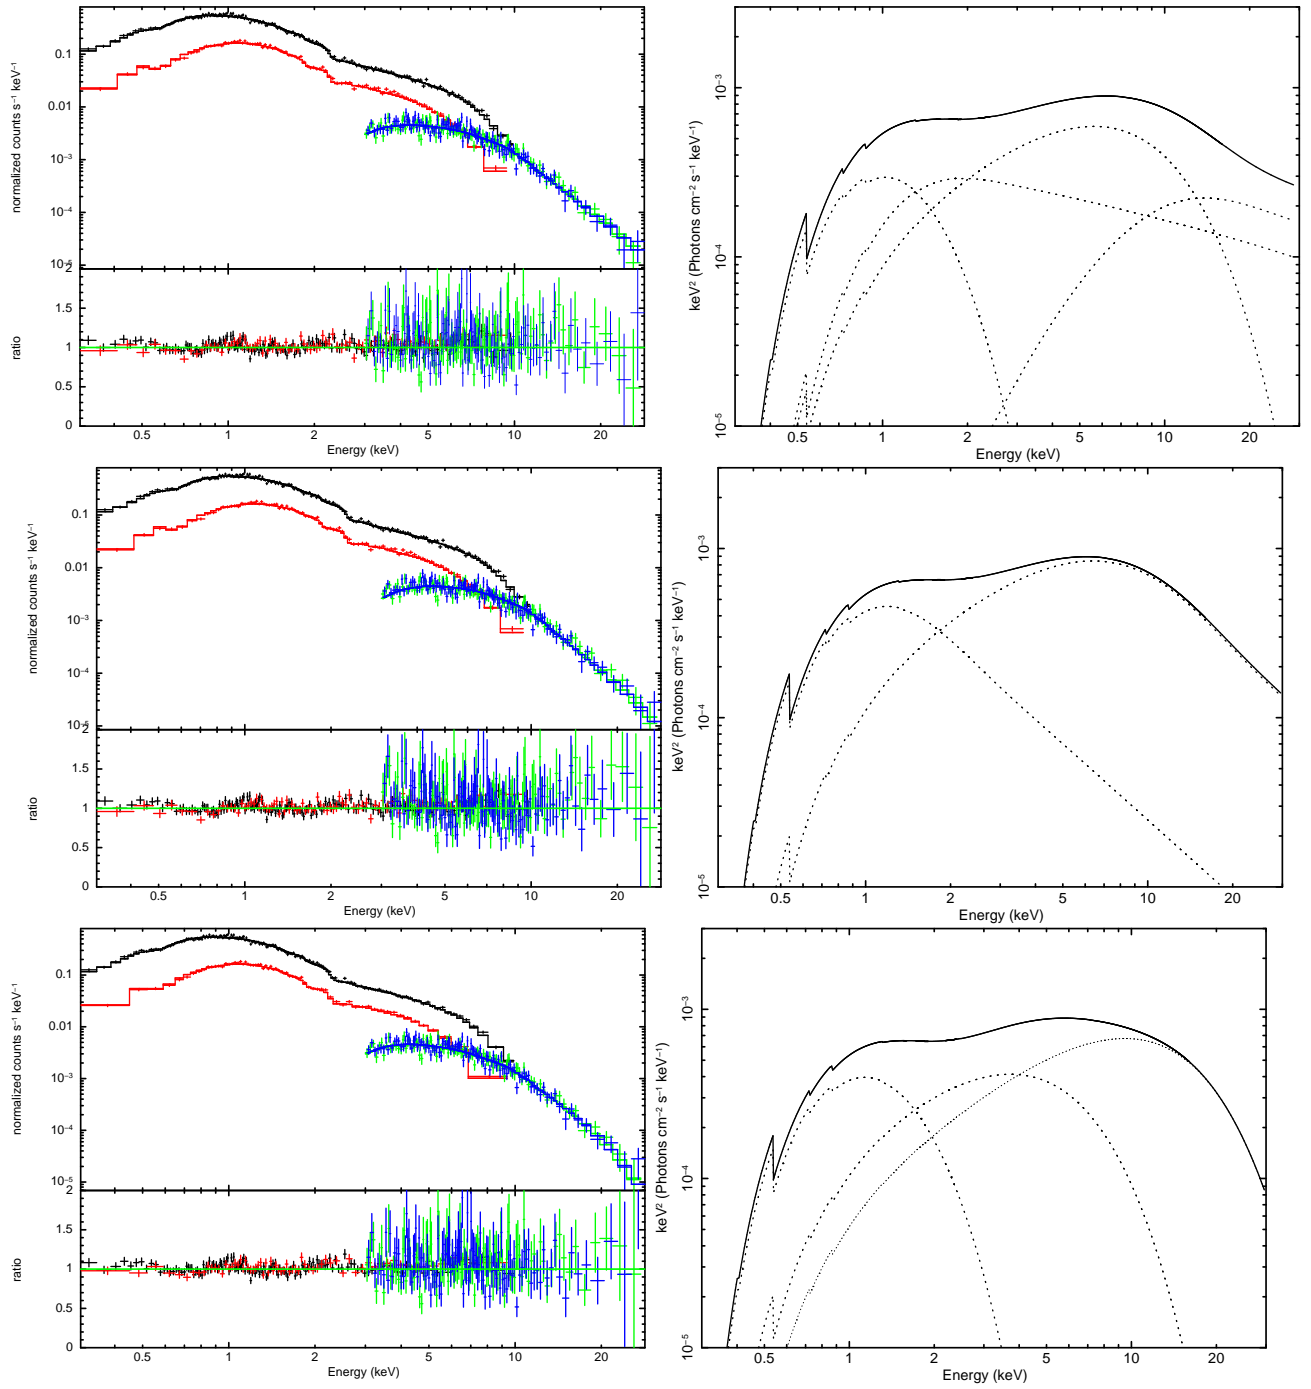 normalized counts s⁻¹ keV⁻¹
0.1
0.01
10⁻³
10⁻⁴
10⁻⁵
2
ratio
1.5
1
0.5
0
0.5 1 2 5 10 20
Energy (keV)
keV² (Photons cm⁻² s⁻¹ keV⁻¹)
10⁻³
10⁻⁴
10⁻⁵
0.5 1 2 5 10 20
Energy (keV)
normalized counts s⁻¹ keV⁻¹
0.1
0.01
10⁻³
10⁻⁴
10⁻⁵
2
ratio
1.5
1
0.5
0
0.5 1 2 5 10 20
Energy (keV)
keV² (Photons cm⁻² s⁻¹ keV⁻¹)
10⁻³
10⁻⁴
10⁻⁵
0.5 1 2 5 10 20
Energy (keV)
normalized counts s⁻¹ keV⁻¹
0.1
0.01
10⁻³
10⁻⁴
10⁻⁵
2
ratio
1.5
1
0.5
0
0.5 1 2 5 10 20
Energy (keV)
keV² (Photons cm⁻² s⁻¹ keV⁻¹)
10⁻³
10⁻⁴
10⁻⁵
0.5 1 2 5 10 20
Energy (keV)